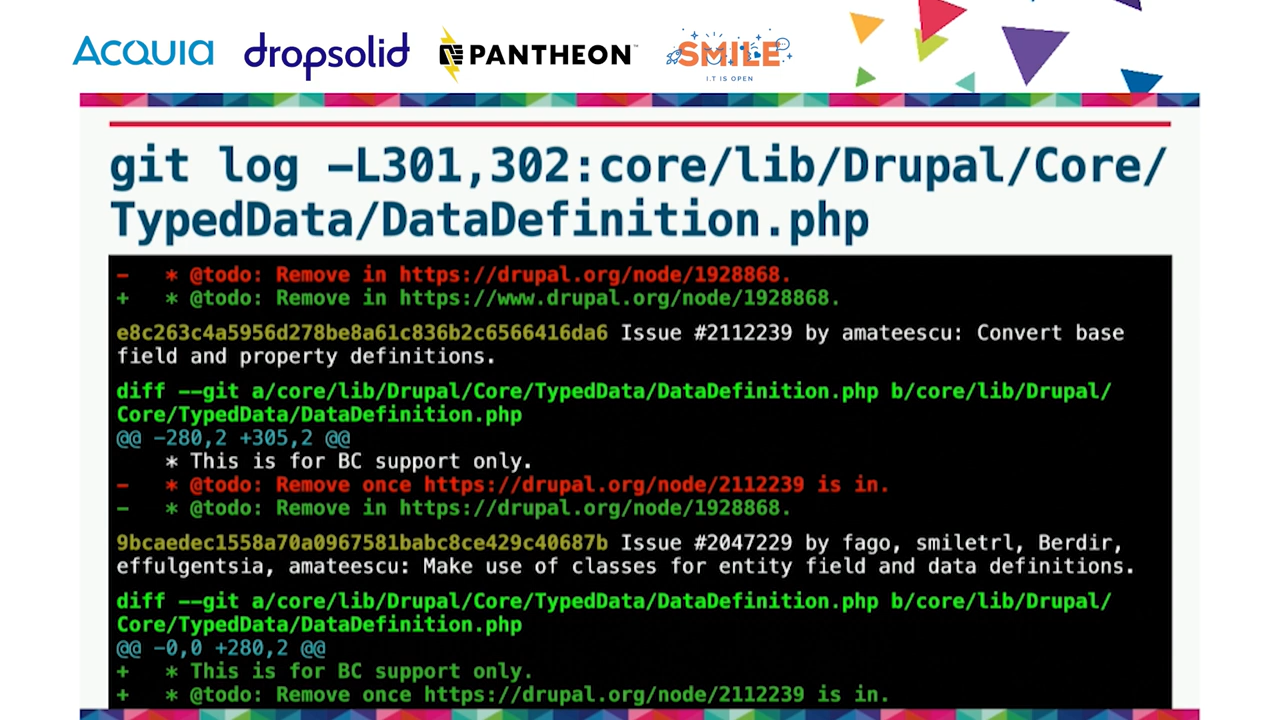 ACQUIA dropsolid PANTHEON SMILE
I.T IS OPEN
git log -L301,302:core/lib/Drupal/Core/
TypedData/DataDefinition.php
-   * @todo: Remove in https://drupal.org/node/1928868.
+   * @todo: Remove in https://www.drupal.org/node/1928868.
e8c263c4a5956d278be8a61c836b2c6566416da6 Issue #2112239 by amateescu: Convert base
field and property definitions.
diff --git a/core/lib/Drupal/Core/TypedData/DataDefinition.php b/core/lib/Drupal/
Core/TypedData/DataDefinition.php
@@ -280,2 +305,2 @@
    * This is for BC support only.
-   * @todo: Remove once https://drupal.org/node/2112239 is in.
-   * @todo: Remove in https://drupal.org/node/1928868.
9bcaedec1558a70a0967581babc8ce429c40687b Issue #2047229 by fago, smiletrl, Berdir,
effulgentsia, amateescu: Make use of classes for entity field and data definitions.
diff --git a/core/lib/Drupal/Core/TypedData/DataDefinition.php b/core/lib/Drupal/
Core/TypedData/DataDefinition.php
@@ -0,0 +280,2 @@
+   * This is for BC support only.
+   * @todo: Remove once https://drupal.org/node/2112239 is in.